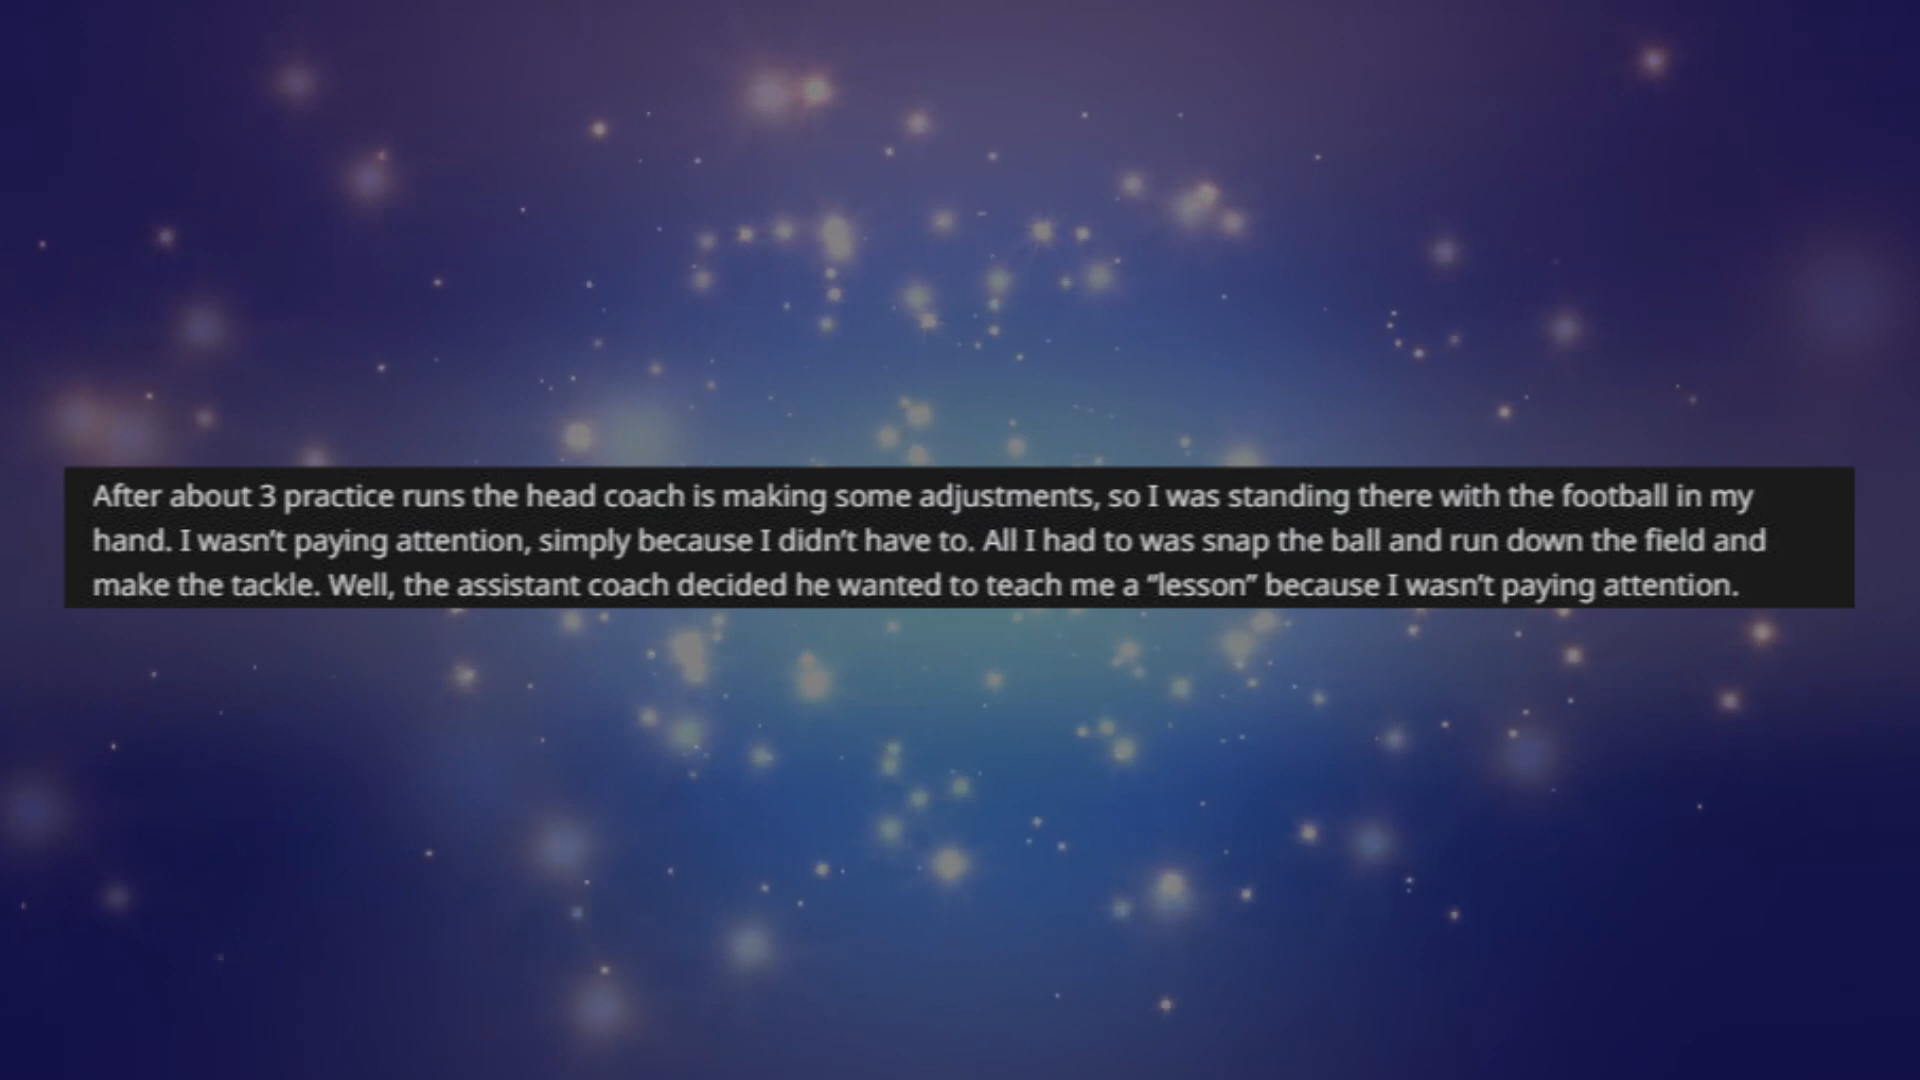 After about 3 practice runs the head coach is making some adjustments, so I was standing there with the football in my
hand. I wasn’t paying attention, simply because I didn’t have to. All I had to was snap the ball and run down the field and
make the tackle. Well, the assistant coach decided he wanted to teach me a “lesson” because I wasn’t paying attention.